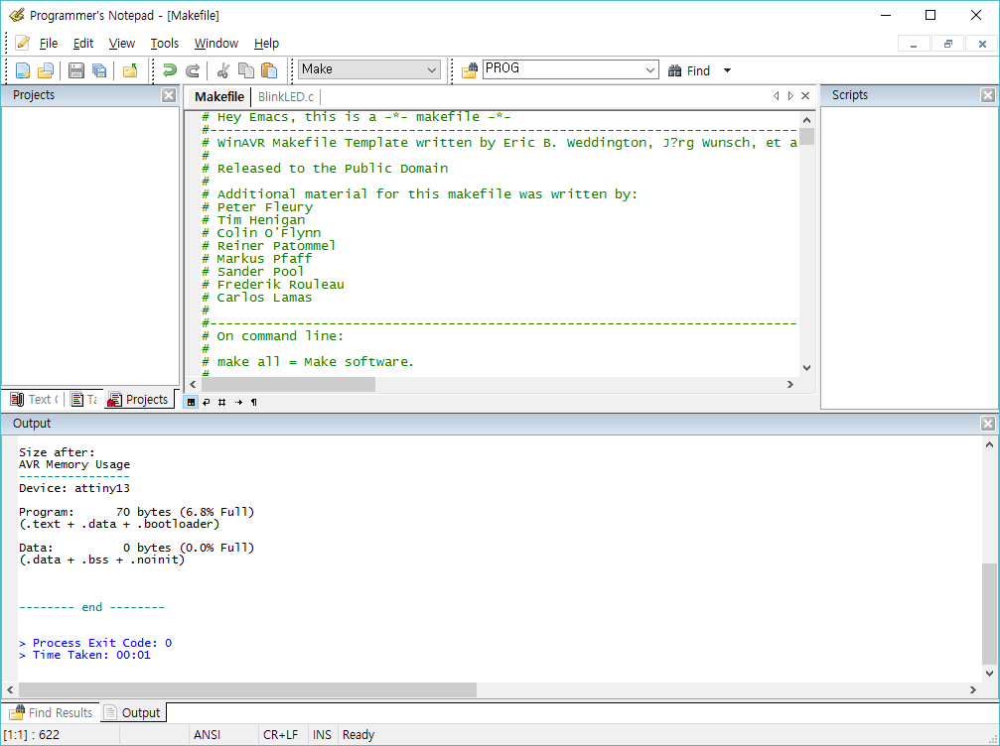 Programmer's Notepad - [Makefile]
File Edit View Tools Window Help
Make PROG Find
Projects
Makefile BlinkLED.c
Scripts
# Hey Emacs, this is a -*- makefile -*-
#----------------------------------------------------------------------------
# WinAVR Makefile Template written by Eric B. Weddington, J?rg Wunsch, et a
#
# Released to the Public Domain
#
# Additional material for this makefile was written by:
# Peter Fleury
# Tim Henigan
# Colin O'Flynn
# Reiner Patommel
# Markus Pfaff
# Sander Pool
# Frederik Rouleau
# Carlos Lamas
#
#----------------------------------------------------------------------------
# On command line:
#
# make all = Make software.
#
Text Projects
Output
Size after:
AVR Memory Usage
----------------
Device: attiny13
Program: 70 bytes (6.8% Full)
(.text + .data + .bootloader)
Data: 0 bytes (0.0% Full)
(.data + .bss + .noinit)
-------- end --------
> Process Exit Code: 0
> Time Taken: 00:01
Find Results Output
[1:1] : 622 ANSI CR+LF INS Ready